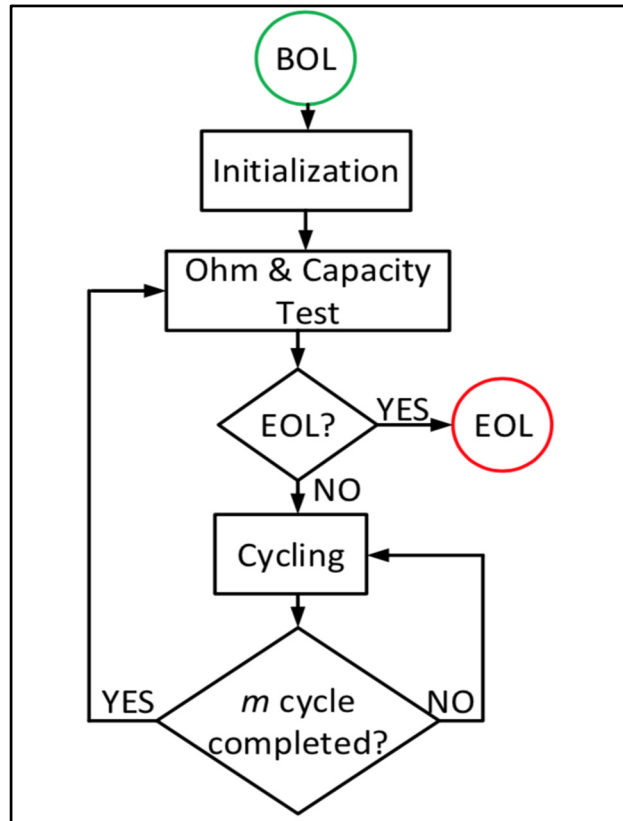 BOL
Initialization
Ohm & Capacity
Test
EOL?
YES
EOL
NO
Cycling
YES
m cycle
completed?
NO